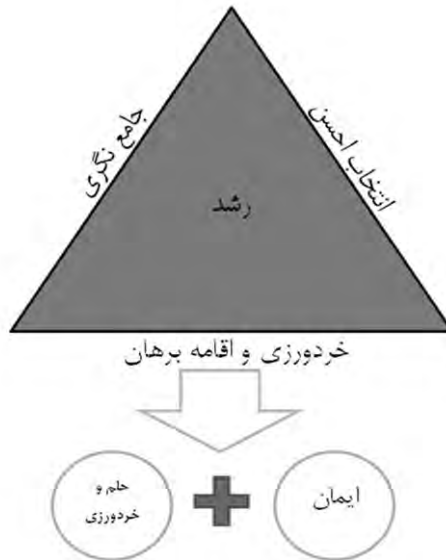 انتخاب احسن
جامع نگری
رشد
خردورزی و اقامه برهان
ایمان
حلم و
خردورزی